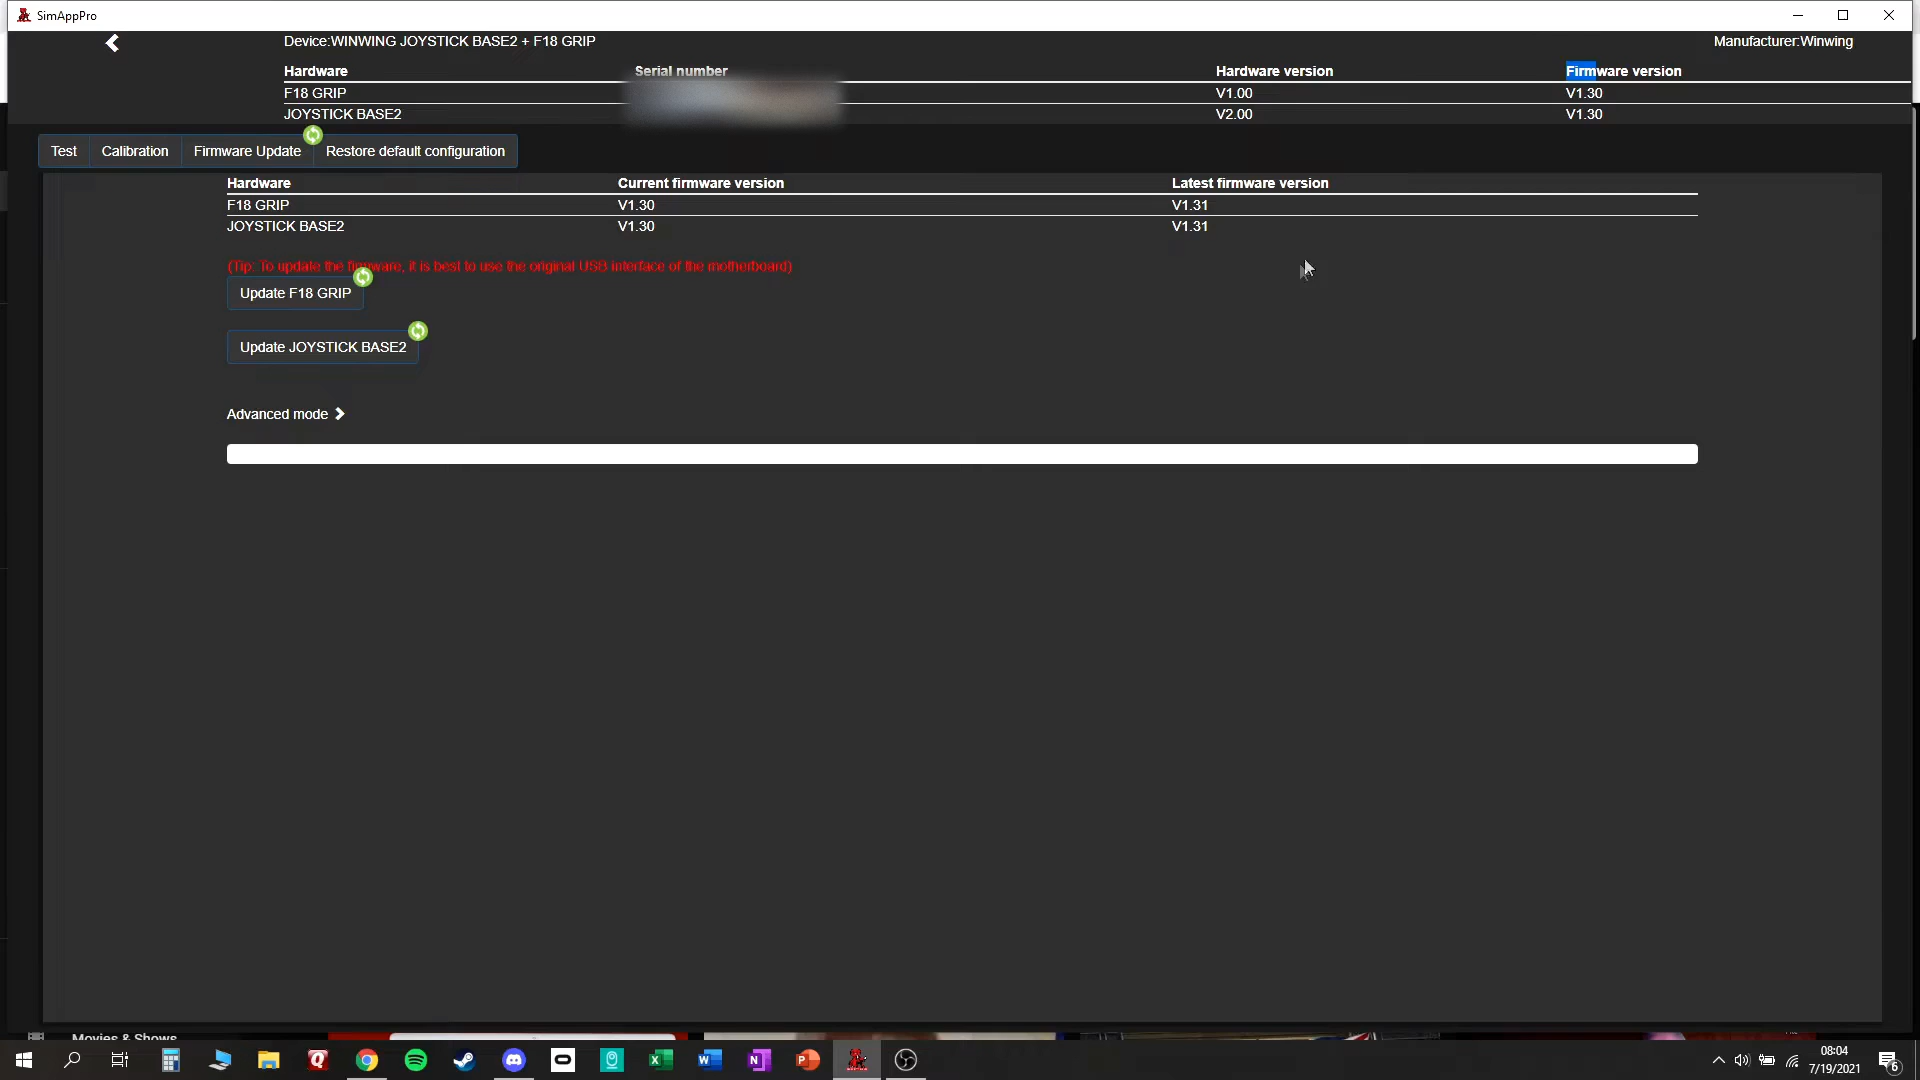 SimAppPro
Device:WINWING JOYSTICK BASE2 + F18 GRIP
Manufacturer:Winwing
Hardware Serial number Hardware version Firmware version
F18 GRIP V1.00 V1.30
JOYSTICK BASE2 V2.00 V1.30
Test Calibration Firmware Update Restore default configuration
Hardware Current firmware version Latest firmware version
F18 GRIP V1.30 V1.31
JOYSTICK BASE2 V1.30 V1.31
(Tip: To update the firmware, it is best to use the original USB interface of the motherboard)
Update F18 GRIP
Update JOYSTICK BASE2
Advanced mode
Movies & Shows
08:04
7/19/2021
6